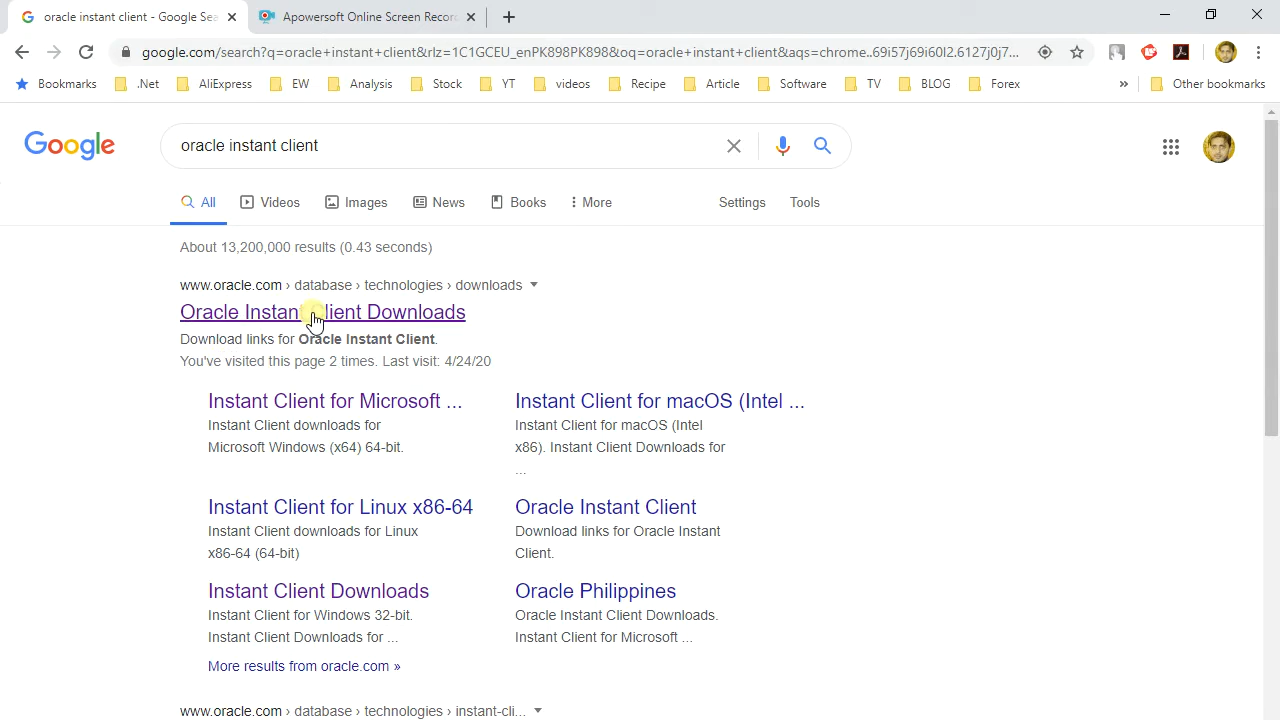 oracle instant client - Google Sea
Apowersoft Online Screen Record
google.com/search?q=oracle+instant+client&rlz=1C1GCEU_enPK898PK898&oq=oracle+instant+client&aqs=chrome..69i57j69i60l2.6127j0j7...
Bookmarks
.Net
AliExpress
EW
Analysis
Stock
YT
videos
Recipe
Article
Software
TV
BLOG
Forex
»
Other bookmarks
Google
oracle instant client
All
Videos
Images
News
Books
More
Settings
Tools
About 13,200,000 results (0.43 seconds)
www.oracle.com › database › technologies › downloads
Oracle Instant Client Downloads
Download links for Oracle Instant Client.
You've visited this page 2 times. Last visit: 4/24/20
Instant Client for Microsoft ...
Instant Client downloads for
Microsoft Windows (x64) 64-bit.
Instant Client for macOS (Intel ...
Instant Client for macOS (Intel
x86). Instant Client Downloads for
...
Instant Client for Linux x86-64
Instant Client downloads for Linux
x86-64 (64-bit)
Oracle Instant Client
Download links for Oracle Instant
Client.
Instant Client Downloads
Instant Client for Windows 32-bit.
Instant Client Downloads for ...
Oracle Philippines
Oracle Instant Client Downloads.
Instant Client for Microsoft ...
More results from oracle.com »
www.oracle.com › database › technologies › instant-cli...